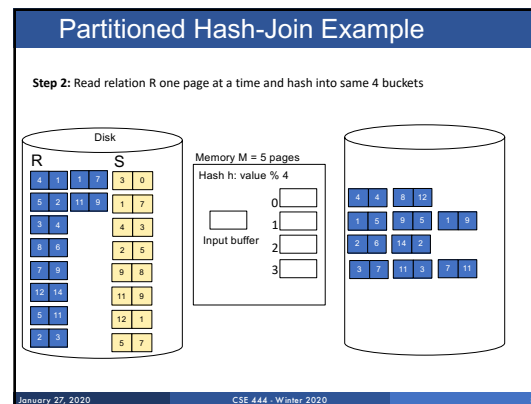 Partitioned Hash-Join Example
Step 2: Read relation R one page at a time and hash into same 4 buckets
Disk
R S
4 1 1 7 3 0
5 2 11 9 1 7
3 4 4 3
8 6 2 5
7 9 9 8
12 14 11 9
5 11 12 1
2 3 5 7
Memory M = 5 pages
Hash h: value % 4
0
1
Input buffer
2
3
4 4 8 12
1 5 9 5 1 9
2 6 14 2
3 7 11 3 7 11
January 27, 2020 CSE 444 - Winter 2020